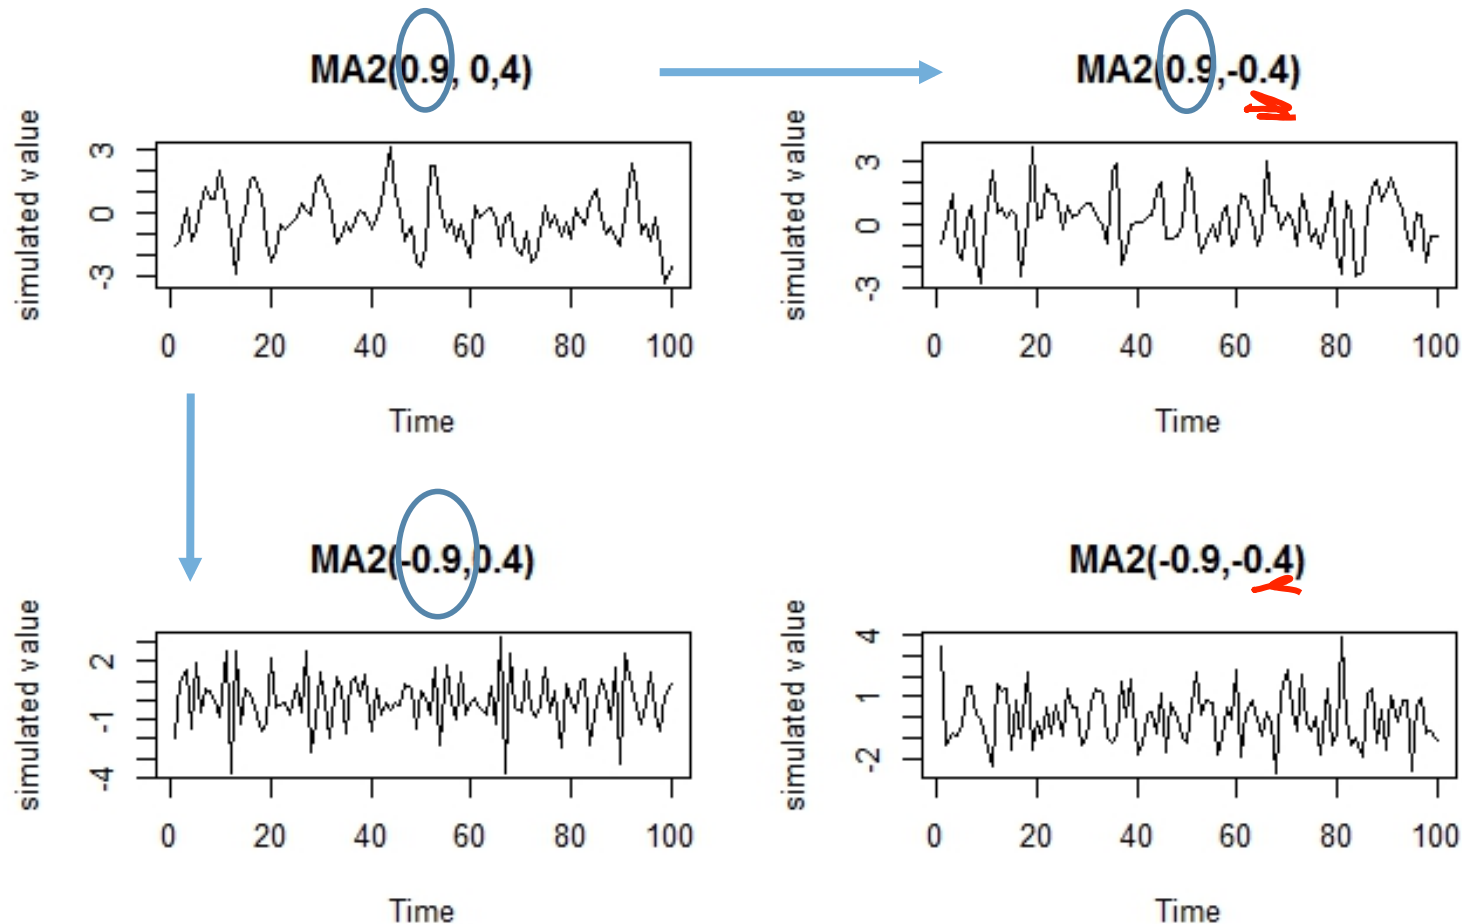 MA2(0.9, 0,4)
simulated value
3
0
-3
0 20 40 60 80 100
Time
MA2(0.9,-0.4)
simulated value
3
0
-3
0 20 40 60 80 100
Time
MA2(-0.9,0.4)
simulated value
2
-1
-4
0 20 40 60 80 100
Time
MA2(-0.9,-0.4)
simulated value
4
1
-2
0 20 40 60 80 100
Time